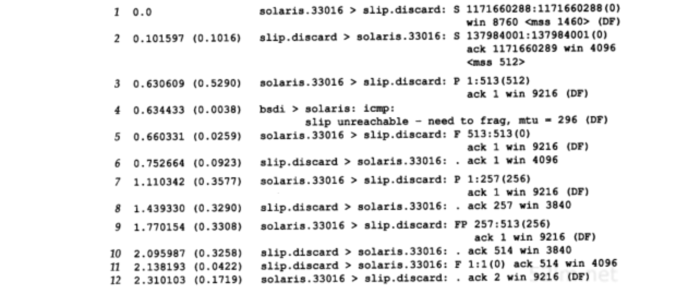 1 0.0 solaris.33016 > slip.discard: S 1171660288:1171660288(0)
win 8760 <mss 1460> (DF)
2 0.101597 (0.1016) slip.discard > solaris.33016: S 137984001:137984001(0)
ack 1171660289 win 4096
<mss 512>
3 0.630609 (0.5290) solaris.33016 > slip.discard: P 1:513(512)
ack 1 win 9216 (DF)
4 0.634433 (0.0038) bsdi > solaris: icmp:
slip unreachable - need to frag, mtu = 296 (DF)
5 0.660331 (0.0259) solaris.33016 > slip.discard: F 513:513(0)
ack 1 win 9216 (DF)
6 0.752664 (0.0923) slip.discard > solaris.33016: . ack 1 win 4096
7 1.110342 (0.3577) solaris.33016 > slip.discard: P 1:257(256)
ack 1 win 9216 (DF)
8 1.439330 (0.3290) slip.discard > solaris.33016: . ack 257 win 3840
9 1.770154 (0.3308) solaris.33016 > slip.discard: FP 257:513(256)
ack 1 win 9216 (DF)
10 2.095987 (0.3258) slip.discard > solaris.33016: . ack 514 win 3840
11 2.138193 (0.0422) slip.discard > solaris.33016: F 1:1(0) ack 514 win 4096
12 2.310103 (0.1719) solaris.33016 > slip.discard: . ack 2 win 9216 (DF)